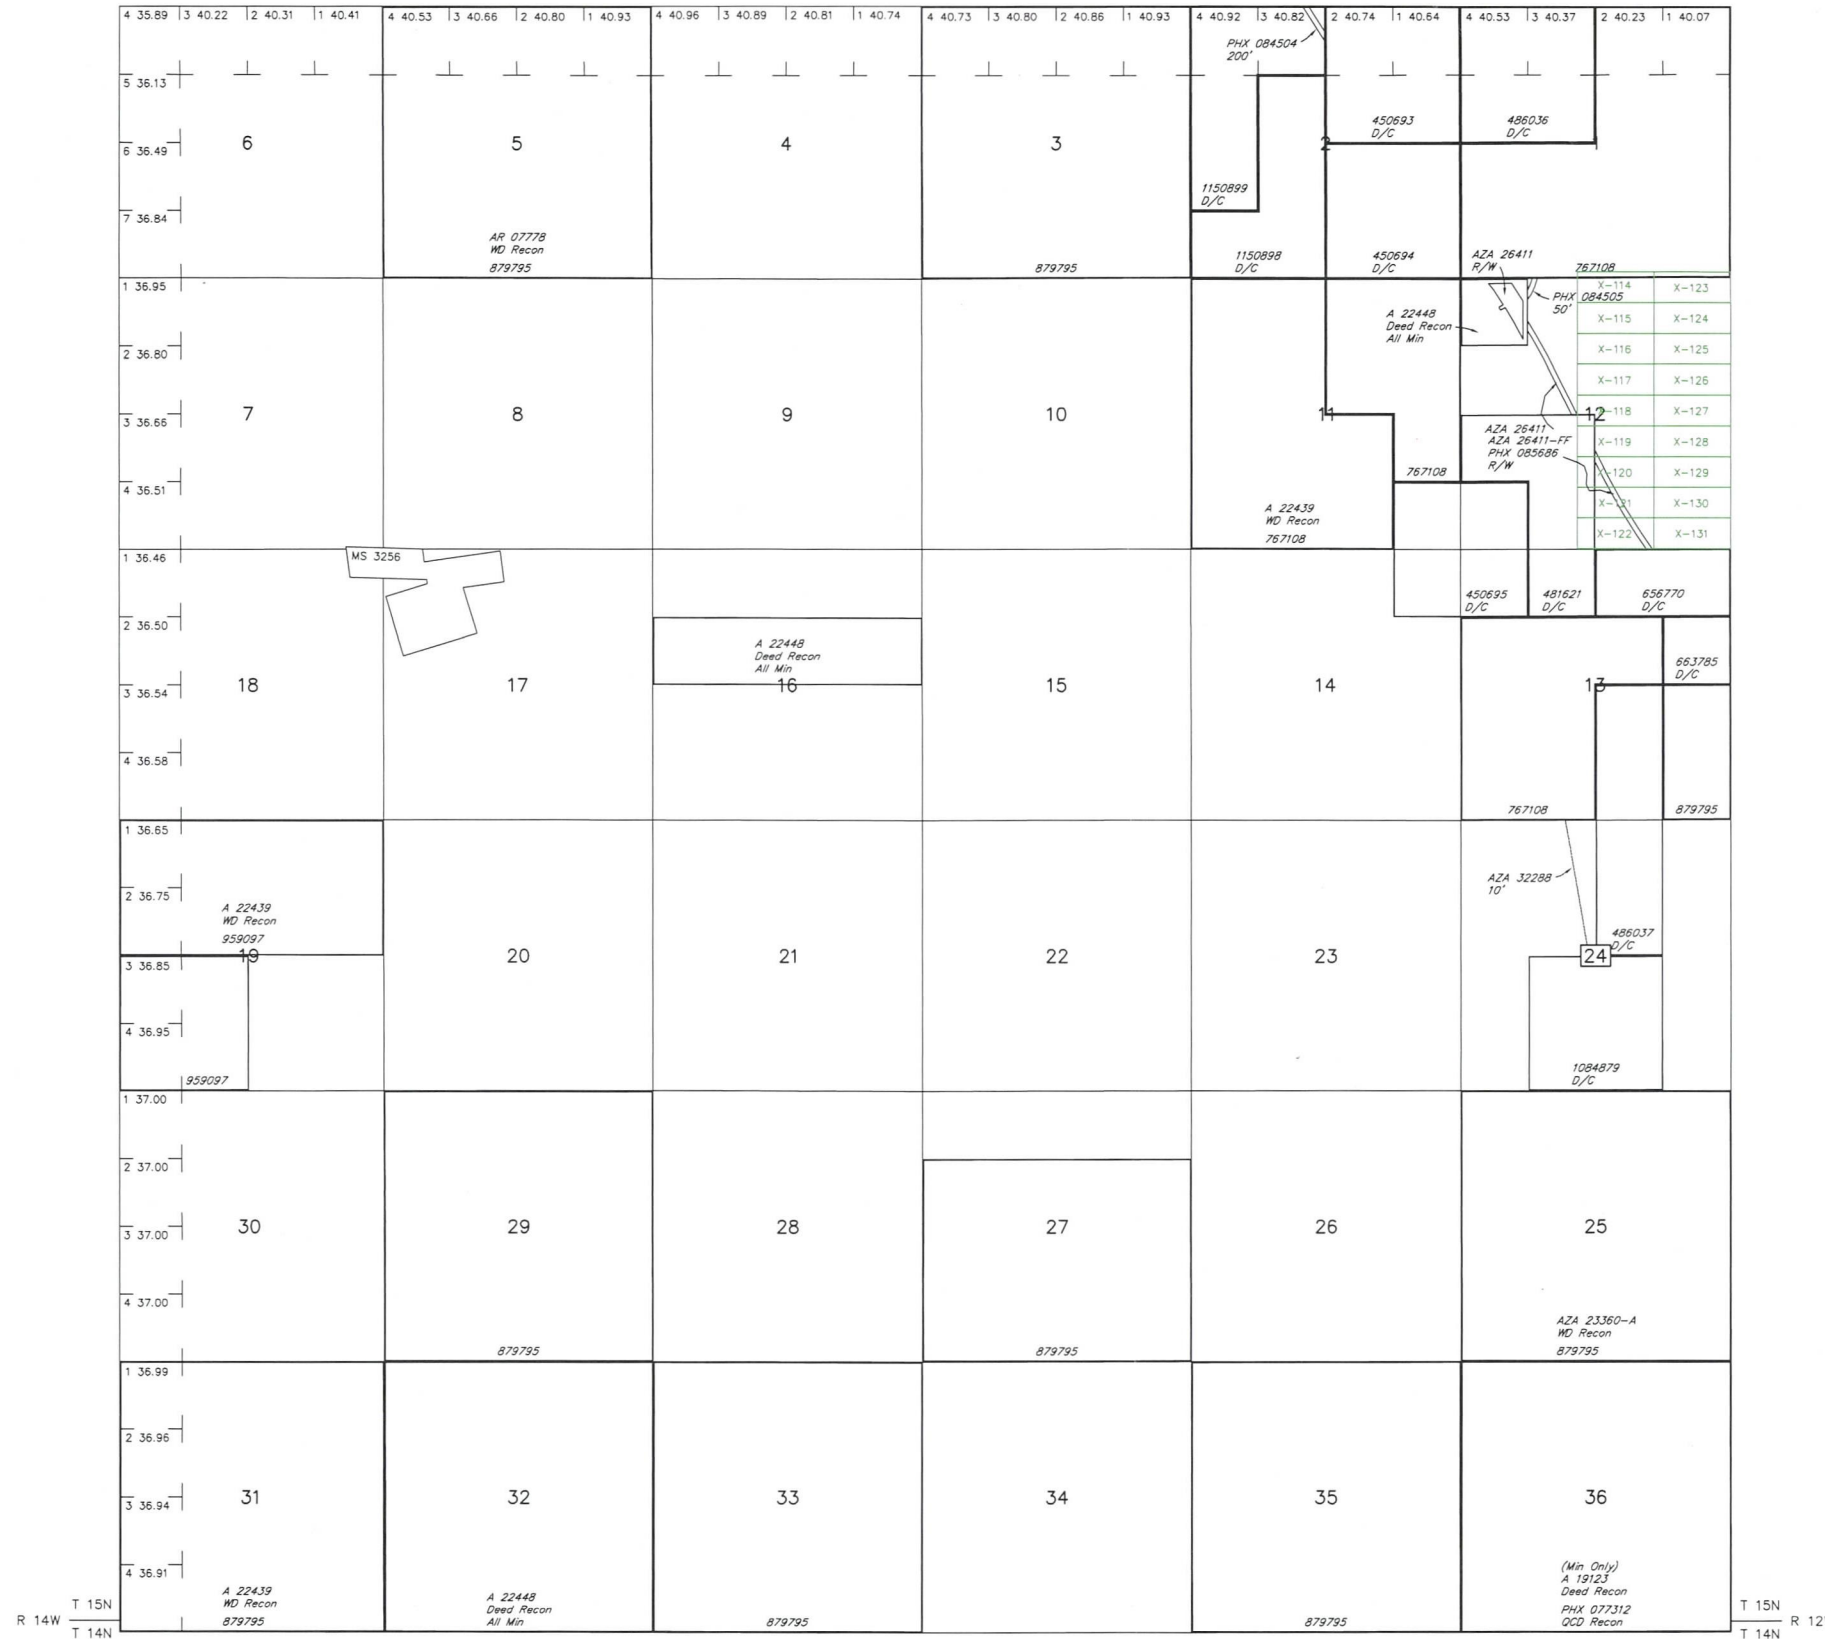 4 35.89 3 40.22 2 40.31 1 40.41 4 40.53 3 40.66 2 40.80 1 40.93 4 40.96 3 40.89 2 40.81 1 40.74 4 40.73 3 40.80 2 40.86 1 40.93 4 40.92 3 40.82 2 40.74 1 40.64 4 40.53 3 40.37 2 40.23 1 40.07
PHX 084504
200'
5 36.13
6 36.49
7 36.84
6
5
4
3
2
1
450693
D/C
486036
D/C
1150899
D/C
AR 07778
WD Recon
879795
879795
1150898
D/C
450694
D/C
AZA 26411
R/W
767108
1 36.95
2 36.80
3 36.66
4 36.51
7
8
9
10
11
12
A 22448
Deed Recon
All Min
PHX 084505
50'
X-114 X-123
X-115 X-124
X-116 X-125
X-117 X-126
X-118 X-127
X-119 X-128
X-120 X-129
X-121 X-130
X-122 X-131
AZA 26411
AZA 26411-FF
PHX 085686
R/W
767108
A 22439
WD Recon
767108
1 36.46
2 36.50
3 36.54
4 36.58
MS 3256
450695
D/C
481621
D/C
656770
D/C
A 22448
Deed Recon
All Min
663785
D/C
18
17
16
15
14
13
767108
879795
1 36.65
2 36.75
3 36.85
4 36.95
A 22439
WD Recon
959097
AZA 32288
10'
486037
D/C
19
20
21
22
23
24
959097
1084879
D/C
1 37.00
2 37.00
3 37.00
4 37.00
30
29
28
27
26
25
879795
879795
AZA 23360-A
WD Recon
879795
1 36.99
2 36.96
3 36.94
4 36.91
31
32
33
34
35
36
A 22439
WD Recon
879795
A 22448
Deed Recon
All Min
879795
879795
(Min Only)
A 19123
Deed Recon
PHX 077312
QCD Recon
T 15N
R 14W
T 14N
T 15N
R 12
T 14N